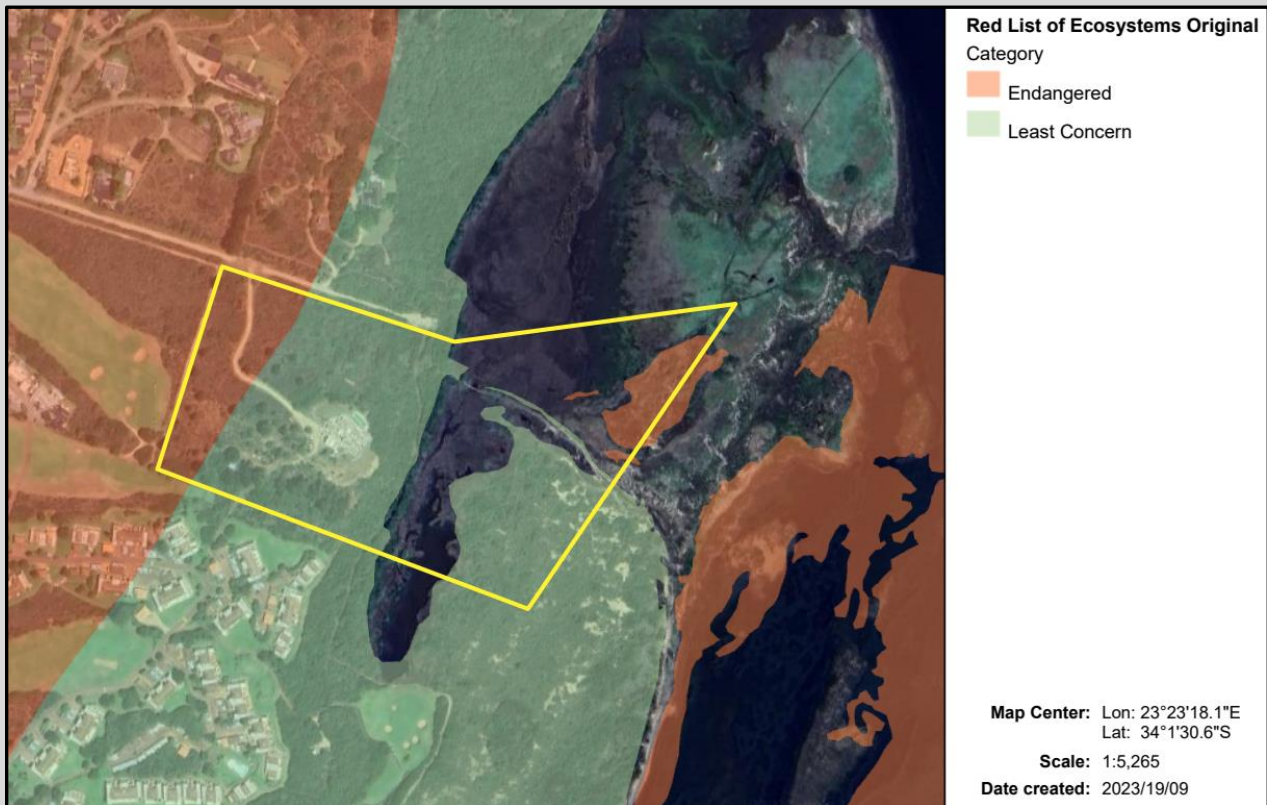 Red List of Ecosystems Original
Category
Endangered
Least Concern
Map Center: Lon: 23°23'18.1"E
Lat: 34°1'30.6"S
Scale: 1:5,265
Date created: 2023/19/09